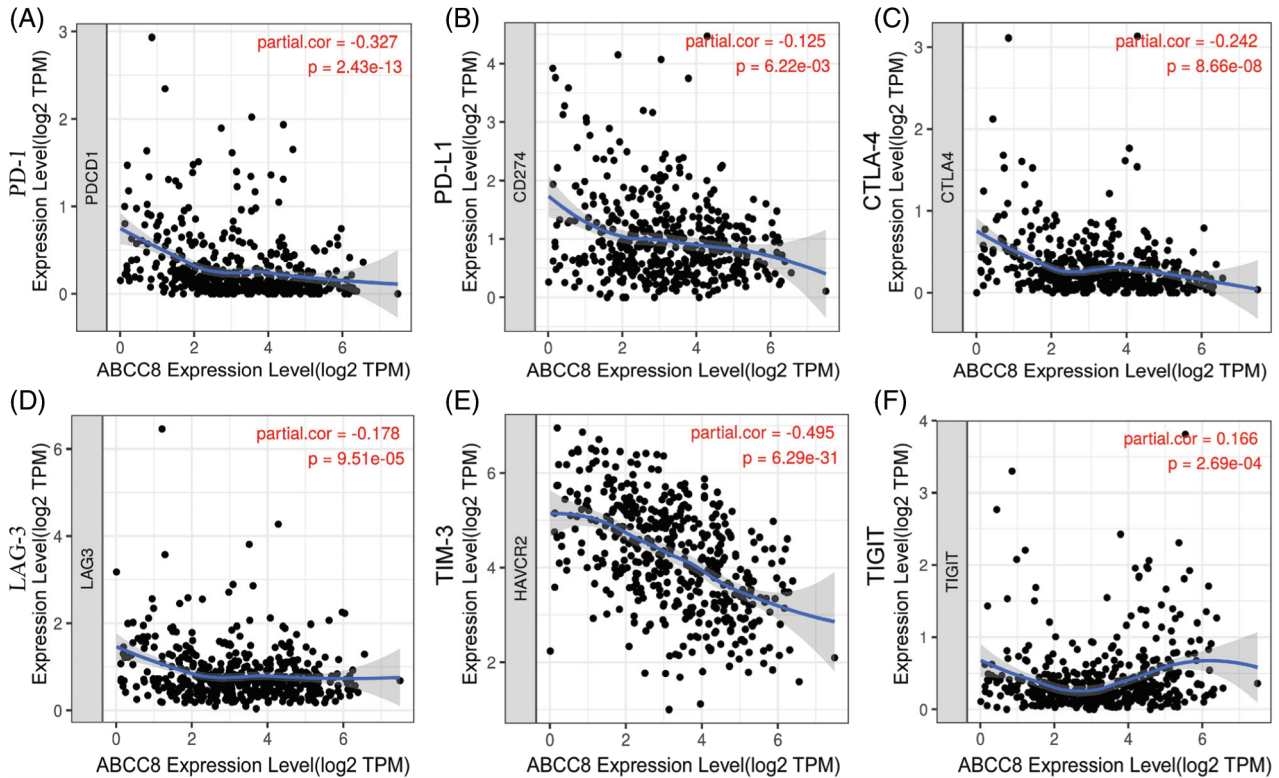 (A)
PD-1
Expression Level(log2 TPM)
PDCD1
partial.cor = -0.327
p = 2.43e-13
3
2
1
0
0 2 4 6
ABCC8 Expression Level(log2 TPM)
(B)
PD-L1
Expression Level(log2 TPM)
CD274
partial.cor = -0.125
p = 6.22e-03
4
3
2
1
0
0 2 4 6
ABCC8 Expression Level(log2 TPM)
(C)
CTLA-4
Expression Level(log2 TPM)
CTLA4
partial.cor = -0.242
p = 8.66e-08
3
2
1
0
0 2 4 6
ABCC8 Expression Level(log2 TPM)
(D)
LAG-3
Expression Level(log2 TPM)
LAG3
partial.cor = -0.178
p = 9.51e-05
6
4
2
0
0 2 4 6
ABCC8 Expression Level(log2 TPM)
(E)
TIM-3
Expression Level(log2 TPM)
HAVCR2
partial.cor = -0.495
p = 6.29e-31
6
4
2
0 2 4 6
ABCC8 Expression Level(log2 TPM)
(F)
TIGIT
Expression Level(log2 TPM)
TIGIT
partial.cor = 0.166
p = 2.69e-04
4
3
2
1
0
0 2 4 6
ABCC8 Expression Level(log2 TPM)